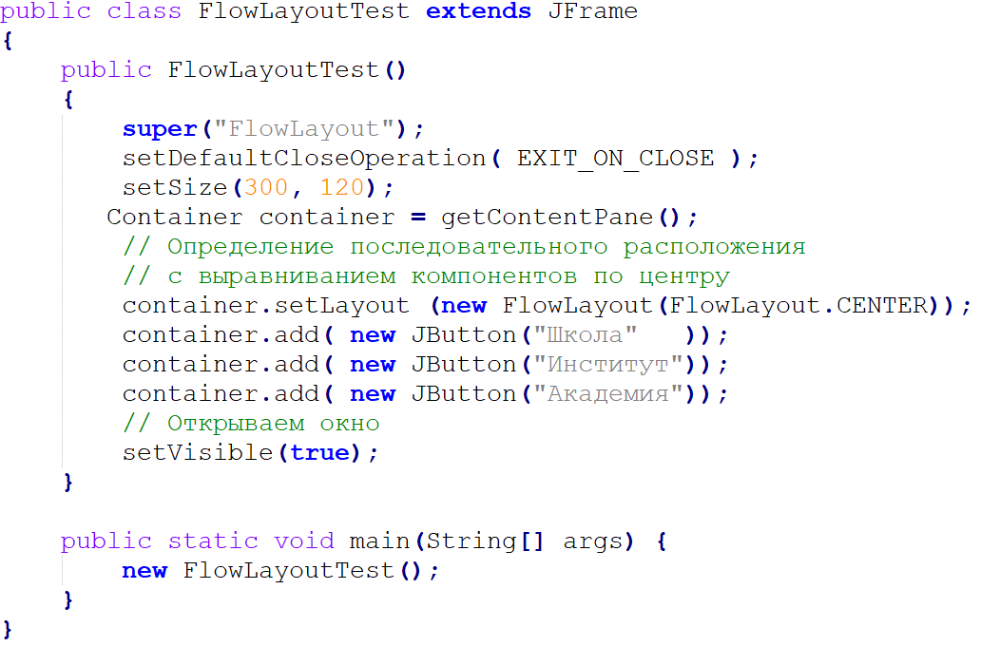 public class FlowLayoutTest extends JFrame
{
    public FlowLayoutTest()
    {
        super("FlowLayout");
        setDefaultCloseOperation( EXIT_ON_CLOSE );
        setSize(300, 120);
       Container container = getContentPane();
        // Определение последовательного расположения
        // с выравниванием компонентов по центру
        container.setLayout (new FlowLayout(FlowLayout.CENTER));
        container.add( new JButton("Школа"   ));
        container.add( new JButton("Институт"));
        container.add( new JButton("Академия"));
        // Открываем окно
        setVisible(true);
    }

    public static void main(String[] args) {
        new FlowLayoutTest();
    }
}